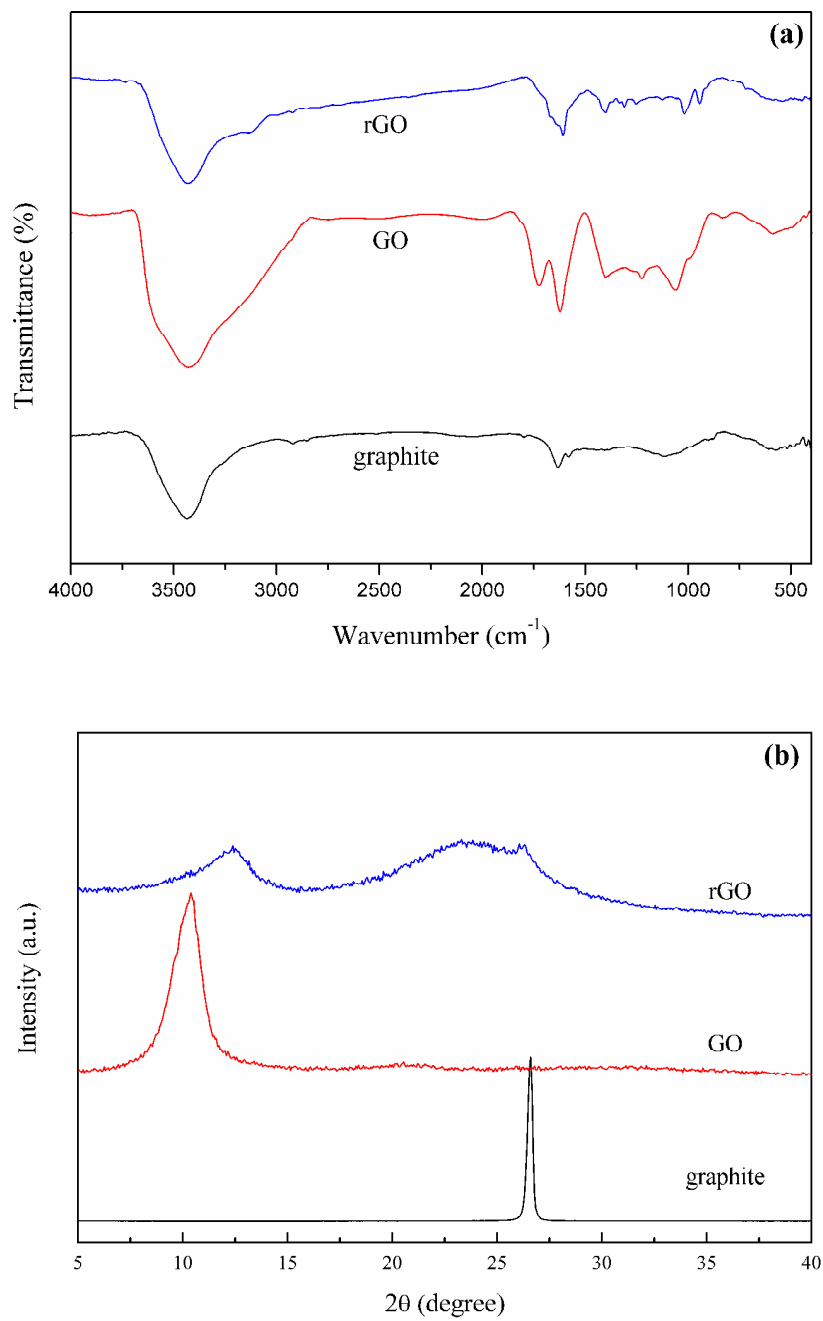 (a)
rGO
GO
graphite
Transmittance (%)
4000 3500 3000 2500 2000 1500 1000 500
Wavenumber (cm⁻¹)
(b)
rGO
GO
graphite
Intensity (a.u.)
5 10 15 20 25 30 35 40
2θ (degree)